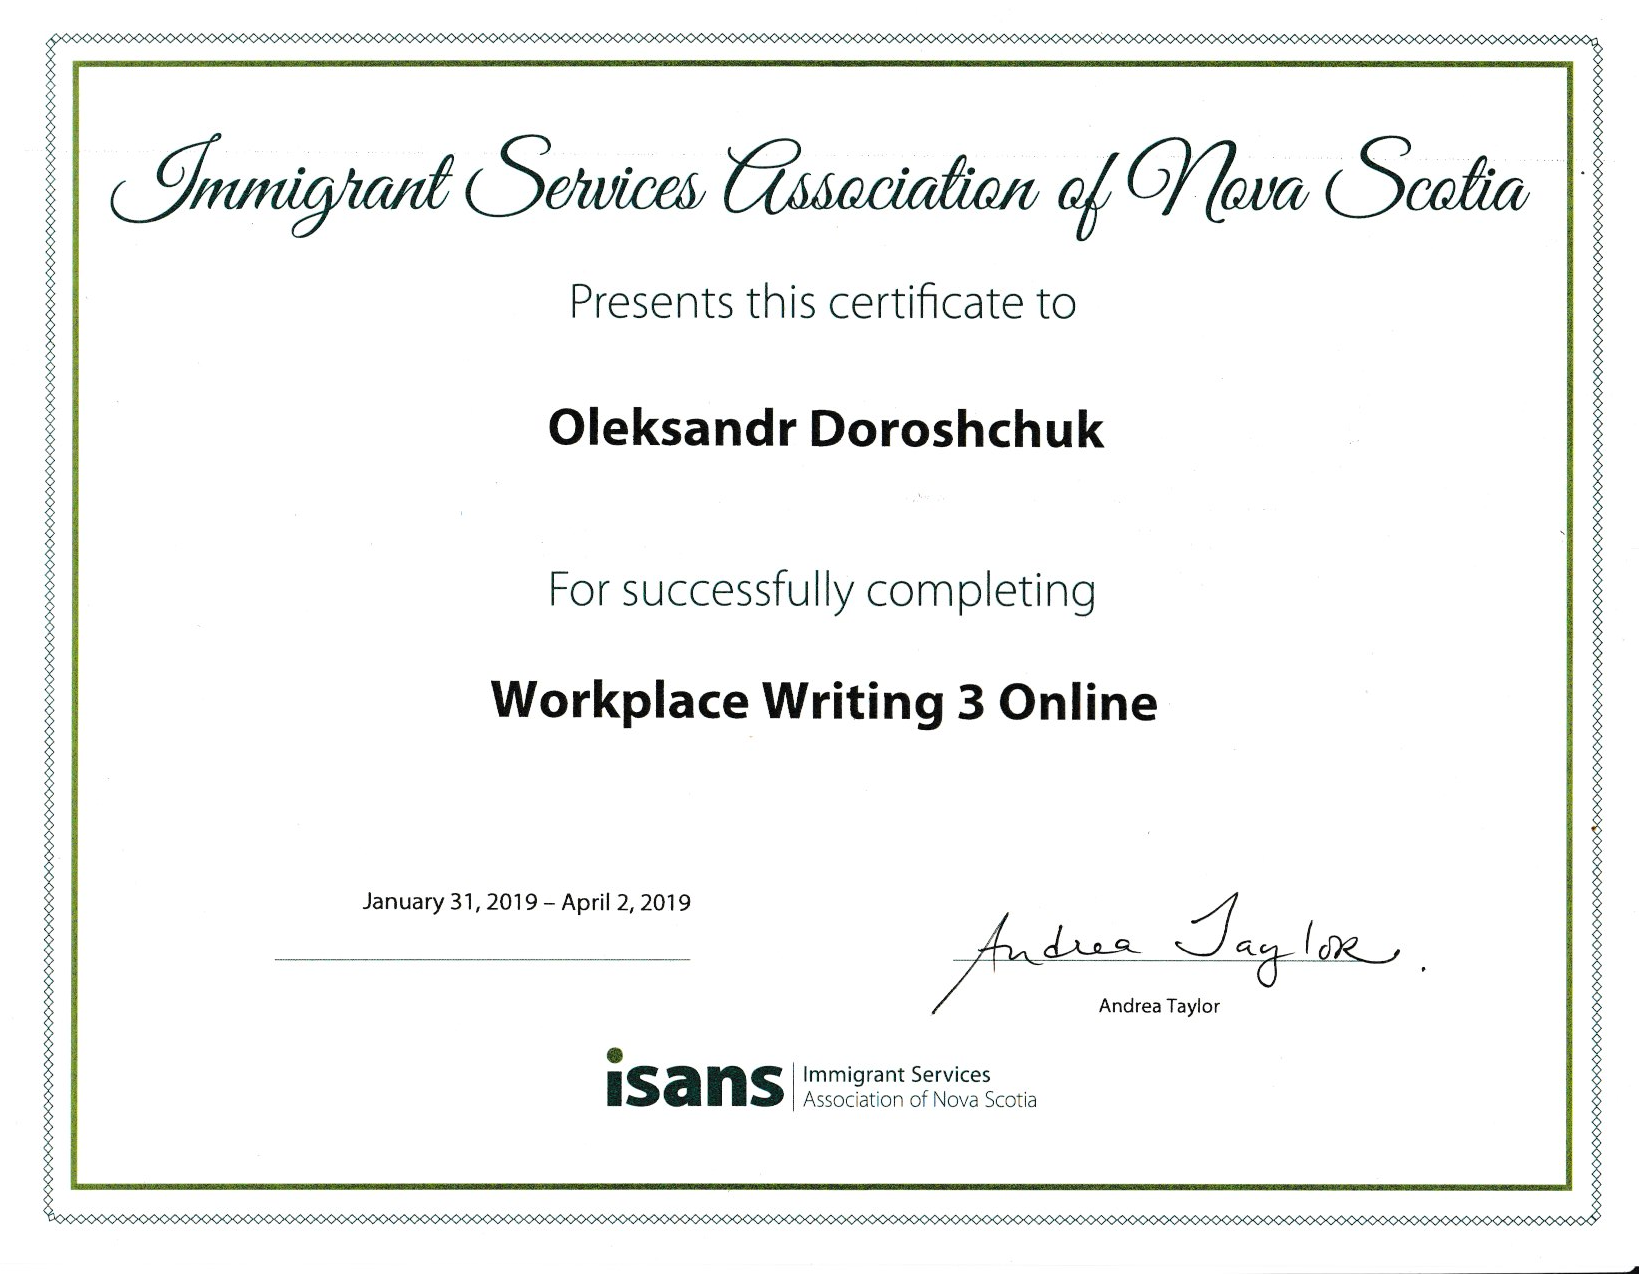 Immigrant Services Association of Nova Scotia
Presents this certificate to
Oleksandr Doroshchuk
For successfully completing
Workplace Writing 3 Online
January 31, 2019 – April 2, 2019
Andrea Taylor
Andrea Taylor
isans
Immigrant Services
Association of Nova Scotia